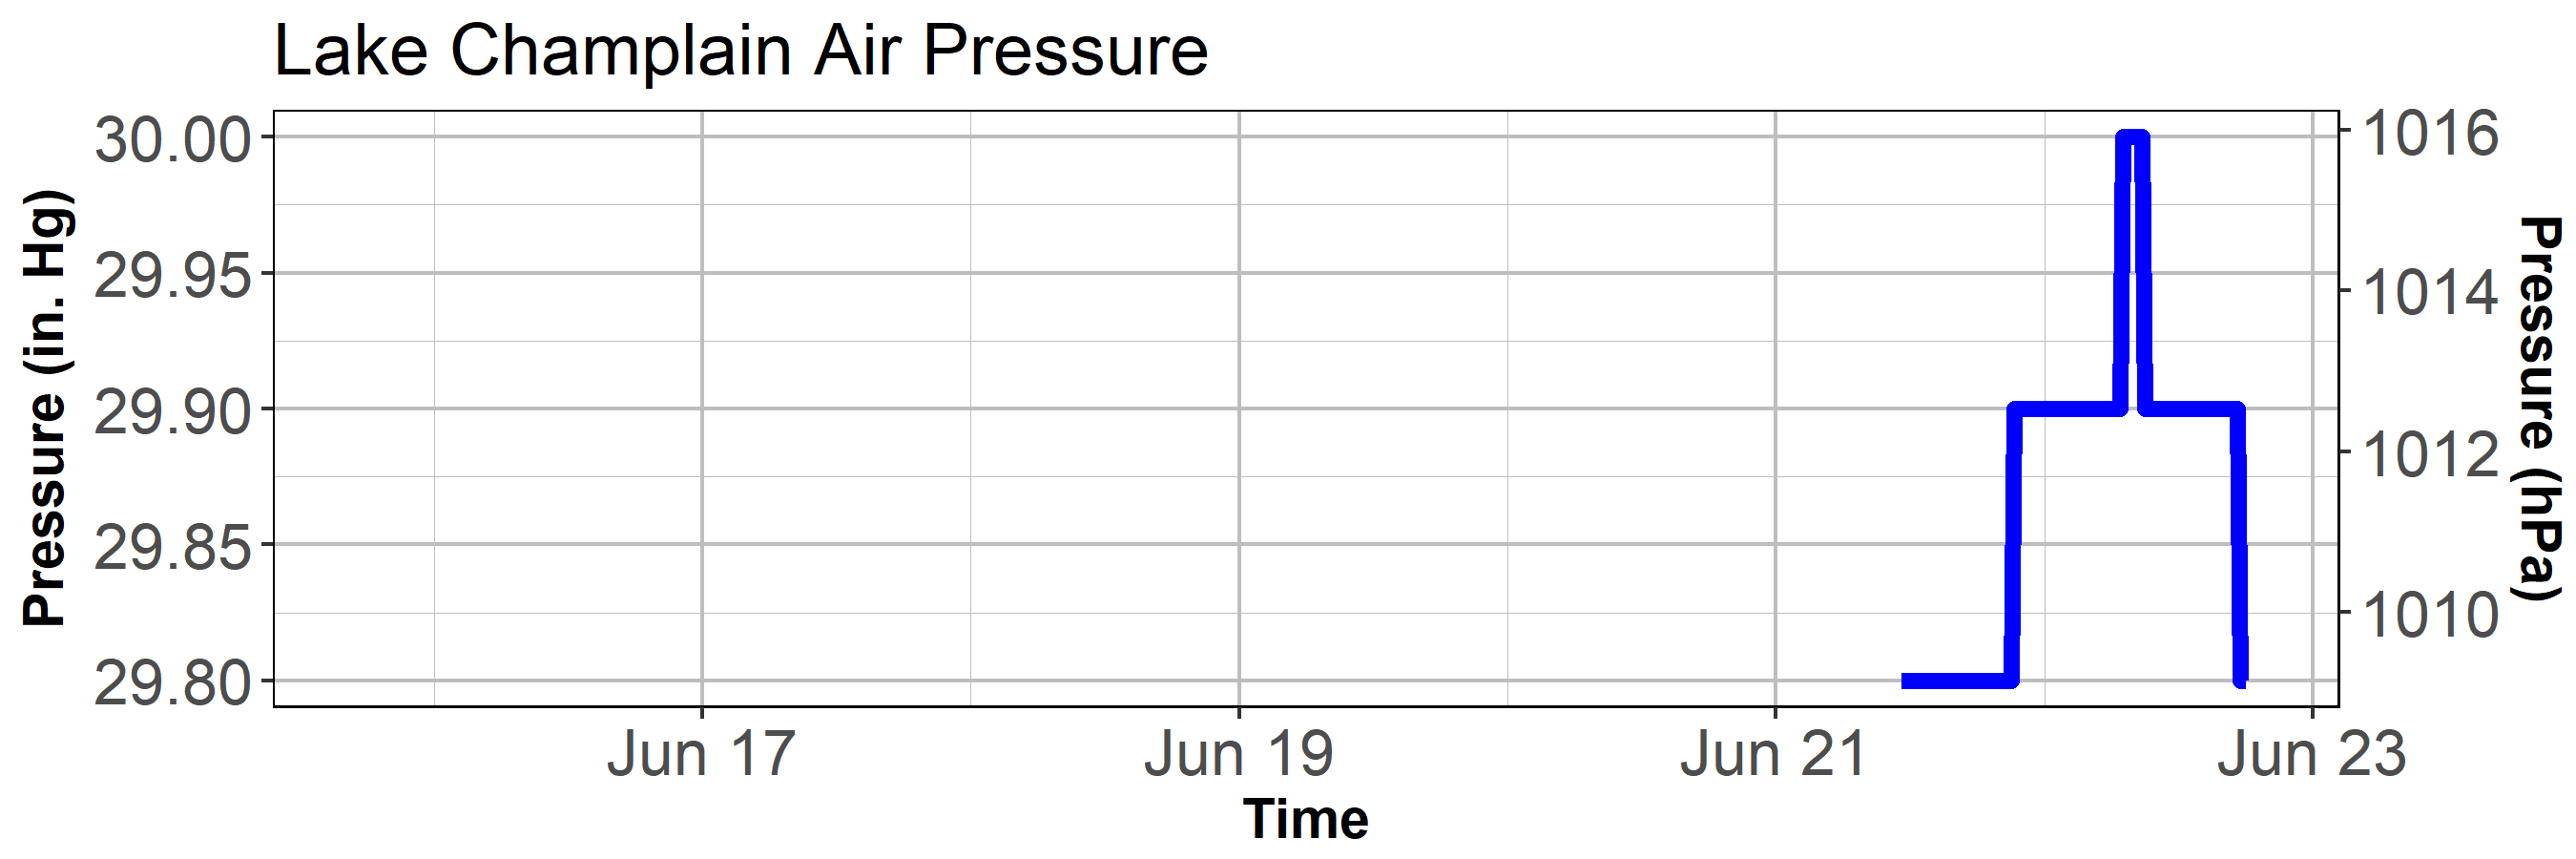 Lake Champlain Air Pressure
30.00
29.95
29.90
29.85
29.80
Pressure (in. Hg)
1016
1014
1012
1010
Pressure (hPa)
Jun 17
Jun 19
Jun 21
Jun 23
Time